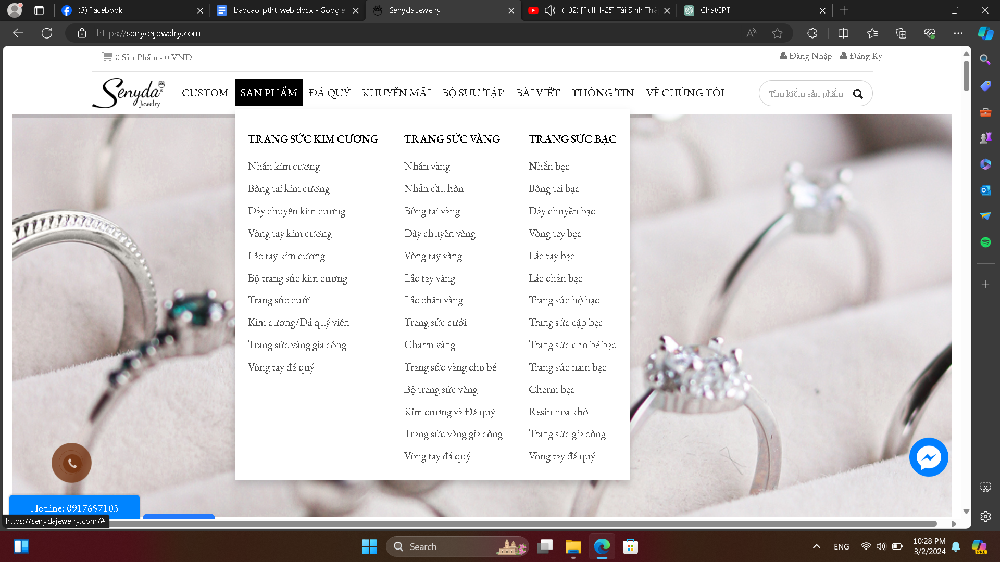 (3) Facebook
baocao_ptht_web.docx - Google
Senyda Jewelry
(102) [Full 1-25] Tái Sinh Thà
ChatGPT
https://senydajewelry.com
0 Sản Phẩm - 0 VNĐ
Đăng Nhập
Đăng Ký
Senyda®
Jewelry
CUSTOM
SẢN PHẨM
ĐÁ QUÝ
KHUYẾN MÃI
BỘ SƯU TẬP
BÀI VIẾT
THÔNG TIN
VỀ CHÚNG TÔI
Tìm kiếm sản phẩm
TRANG SỨC KIM CƯƠNG
Nhẫn kim cương
Bông tai kim cương
Dây chuyền kim cương
Vòng tay kim cương
Lắc tay kim cương
Bộ trang sức kim cương
Trang sức cưới
Kim cương/Đá quý viên
Trang sức vàng gia công
Vòng tay đá quý
TRANG SỨC VÀNG
Nhẫn vàng
Nhẫn cầu hôn
Bông tai vàng
Dây chuyền vàng
Vòng tay vàng
Lắc tay vàng
Lắc chân vàng
Trang sức cưới
Charm vàng
Trang sức vàng cho bé
Bộ trang sức vàng
Kim cương và Đá quý
Trang sức vàng gia công
Vòng tay đá quý
TRANG SỨC BẠC
Nhẫn bạc
Bông tai bạc
Dây chuyền bạc
Vòng tay bạc
Lắc tay bạc
Lắc chân bạc
Trang sức bộ bạc
Trang sức cặp bạc
Trang sức cho bé bạc
Trang sức nam bạc
Charm bạc
Resin hoa khô
Trang sức gia công
Vòng tay đá quý
Hotline: 0917657103
https://senydajewelry.com/#
Search
ENG
10:28 PM
3/2/2024
PRE